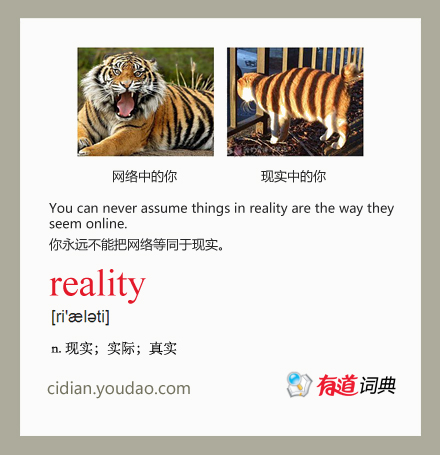 网络中的你
现实中的你
You can never assume things in reality are the way they
seem online.
你永远不能把网络等同于现实。
reality
[ri'æləti]
n. 现实；实际；真实
cidian.youdao.com
有道词典